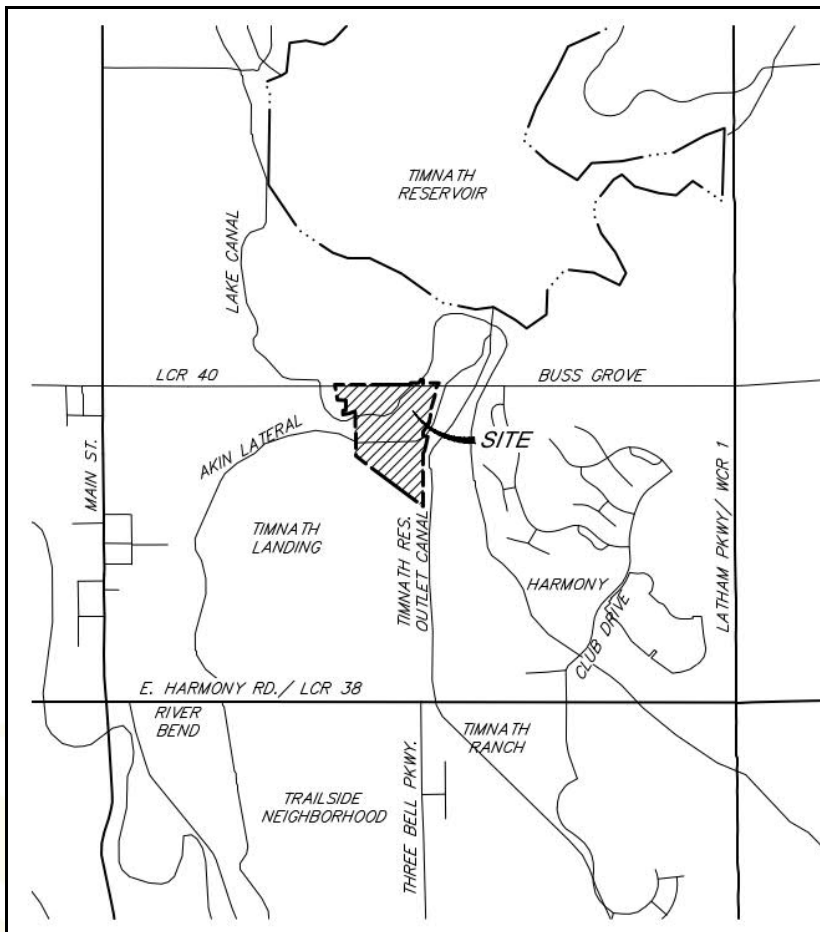 TIMNATH
RESERVOIR
LAKE CANAL
LCR 40
BUSS GROVE
AKIN LATERAL
SITE
MAIN ST.
TIMNATH
LANDING
TIMNATH RES.
OUTLET CANAL
HARMONY
CLUB DRIVE
LATHAM PKWY/ WCR 1
E. HARMONY RD./ LCR 38
RIVER
BEND
TIMNATH
RANCH
TRAILSIDE
NEIGHBORHOOD
THREE BELL PKWY.